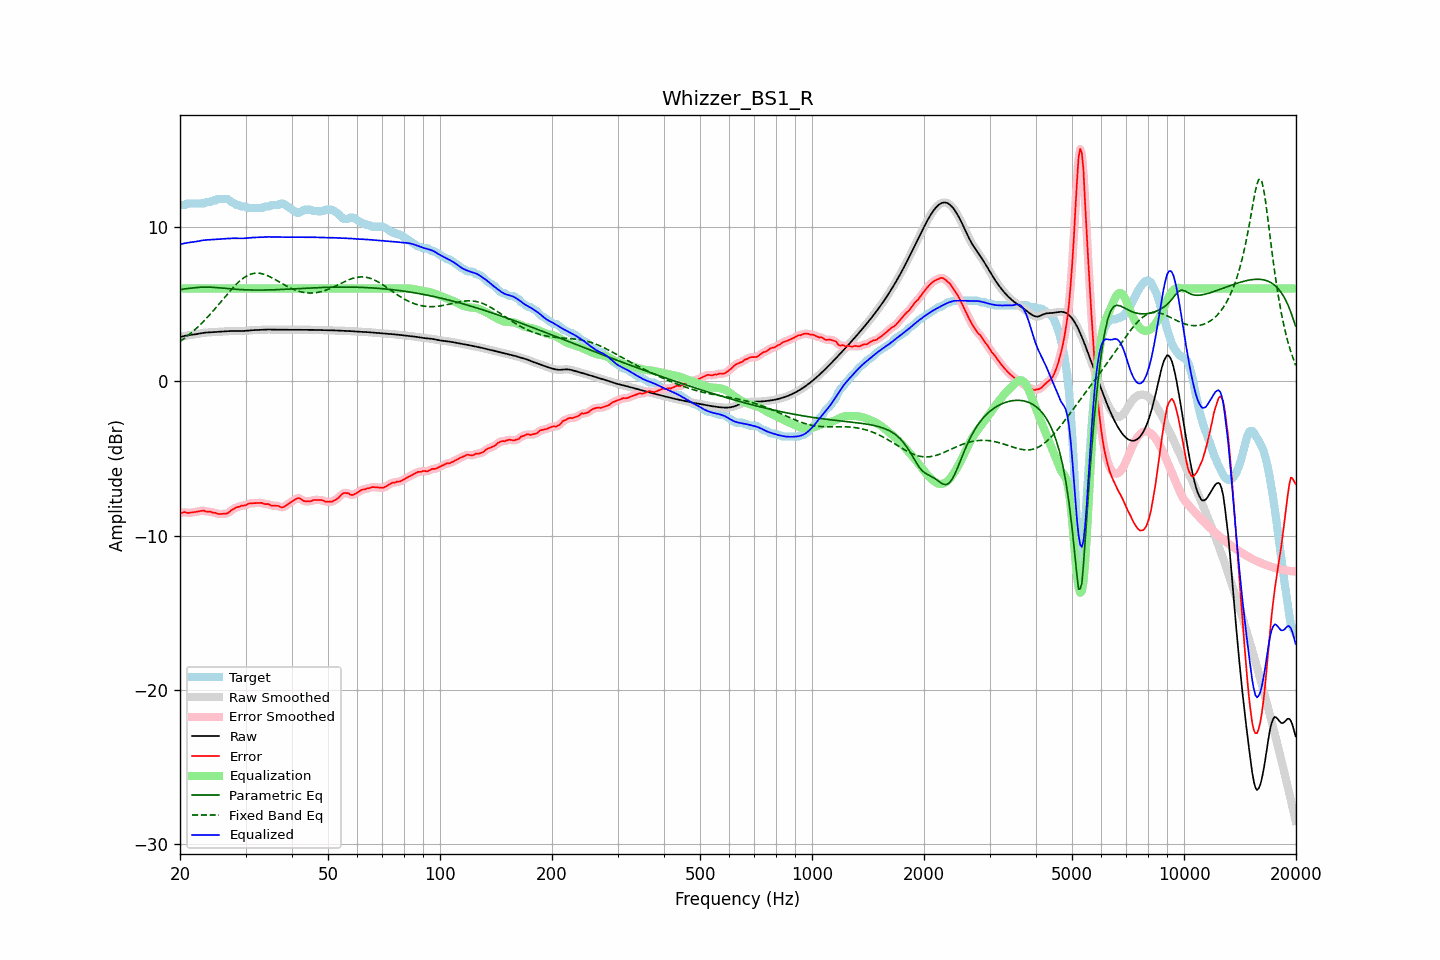 Whizzer_BS1_R
Amplitude (dBr)
10
0
−10
−20
−30
Target
Raw Smoothed
Error Smoothed
Raw
Error
Equalization
Parametric Eq
Fixed Band Eq
Equalized
20 50 100 200 500 1000 2000 5000 10000 20000
Frequency (Hz)